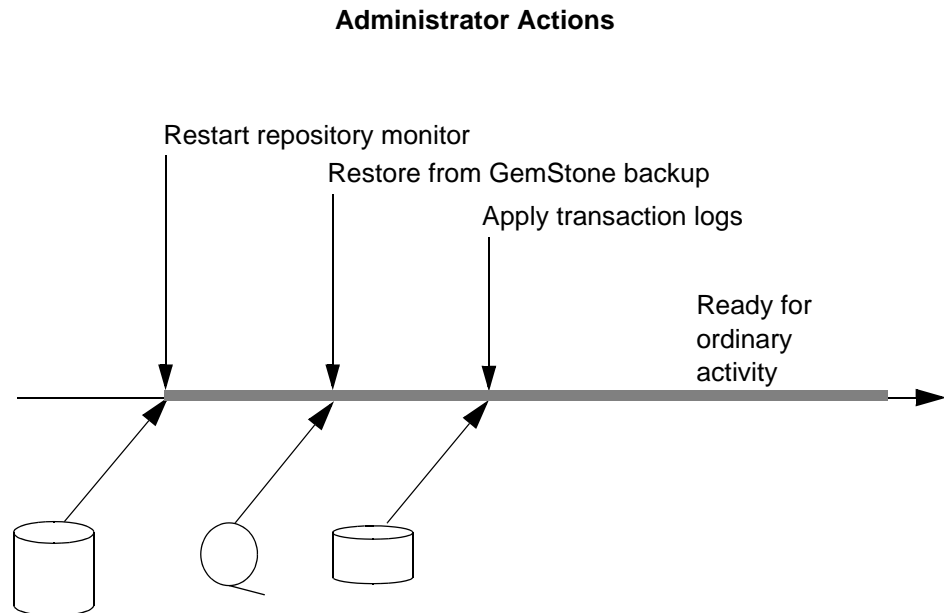 Administrator Actions
Restart repository monitor
Restore from GemStone backup
Apply transaction logs
Ready for
ordinary
activity